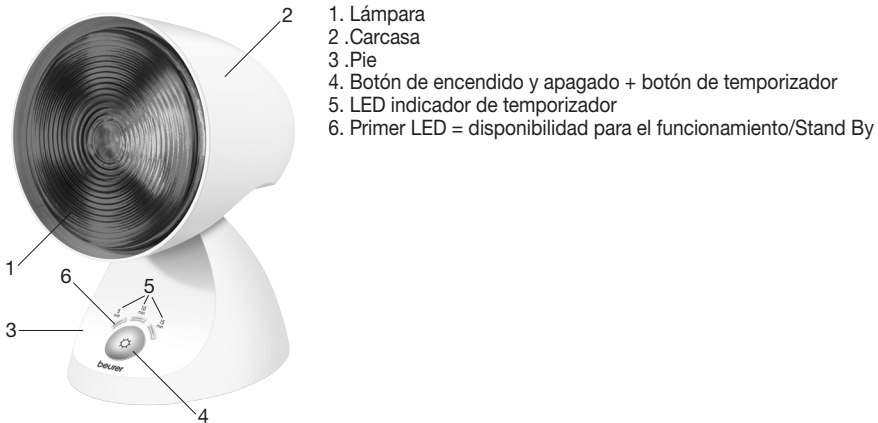 2
1. Lámpara
2 .Carcasa
3 .Pie
4. Botón de encendido y apagado + botón de temporizador
5. LED indicador de temporizador
6. Primer LED = disponibilidad para el funcionamiento/Stand By
1
6
5
3
beurer
4